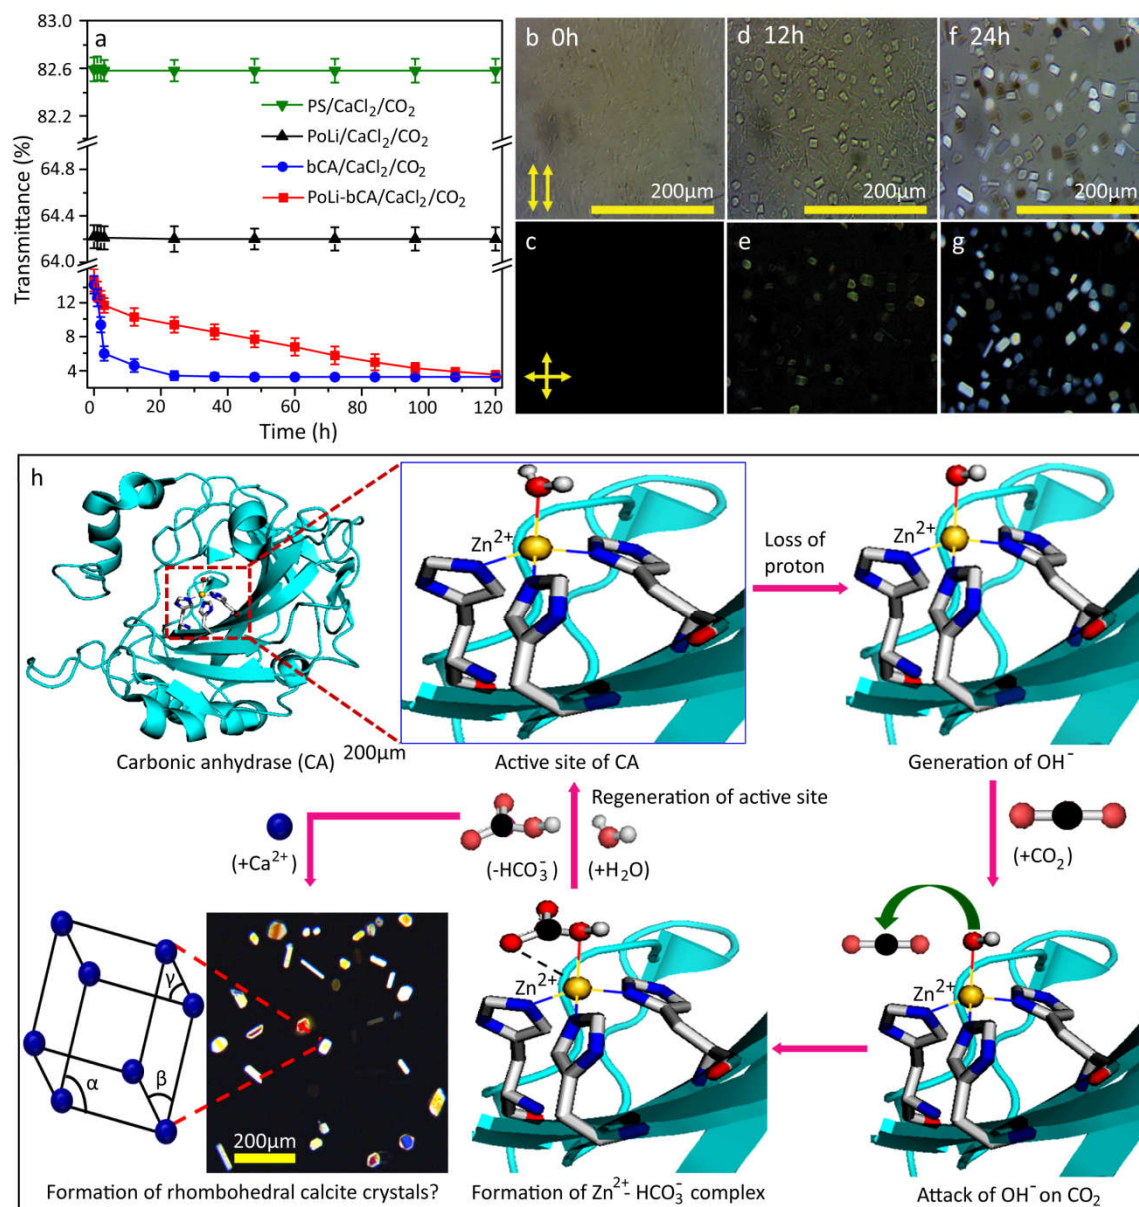 a
83.0
82.6
82.2
64.8
64.4
64.0
12
8
4
Transmittance (%)
PS/CaCl2/CO2
PoLi/CaCl2/CO2
bCA/CaCl2/CO2
PoLi-bCA/CaCl2/CO2
0 20 40 60 80 100 120
Time (h)
b 0h
200μm
d 12h
200μm
f 24h
200μm
c
e
g
h
Zn2+
Loss of
proton
Zn2+
Carbonic anhydrase (CA)
200μm
Active site of CA
Generation of OH−
(+Ca2+)
(-HCO3−)
Regeneration of active site
(+H2O)
(+CO2)
γ
α
β
200μm
Zn2+
Zn2+
Formation of rhombohedral calcite crystals?
Formation of Zn2+- HCO3− complex
Attack of OH− on CO2